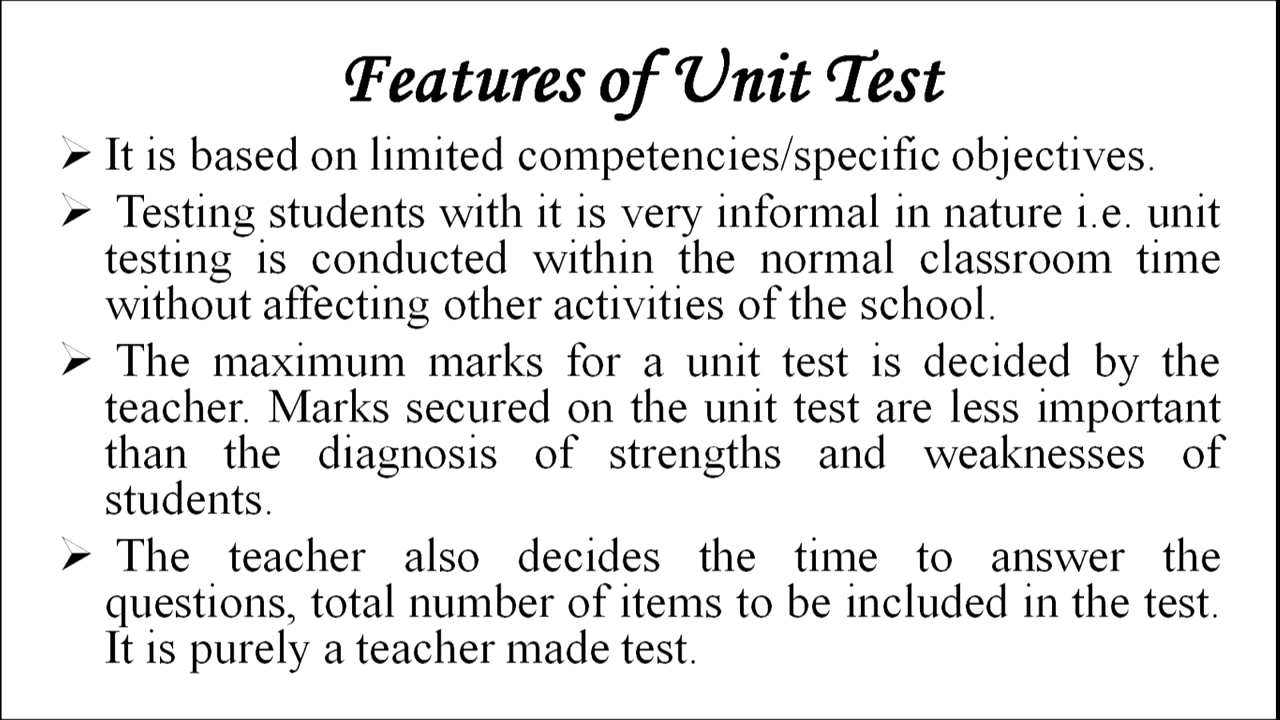 Features of Unit Test
➢ It is based on limited competencies/specific objectives.
➢ Testing students with it is very informal in nature i.e. unit
testing is conducted within the normal classroom time
without affecting other activities of the school.
➢ The maximum marks for a unit test is decided by the
teacher. Marks secured on the unit test are less important
than the diagnosis of strengths and weaknesses of
students.
➢ The teacher also decides the time to answer the
questions, total number of items to be included in the test.
It is purely a teacher made test.